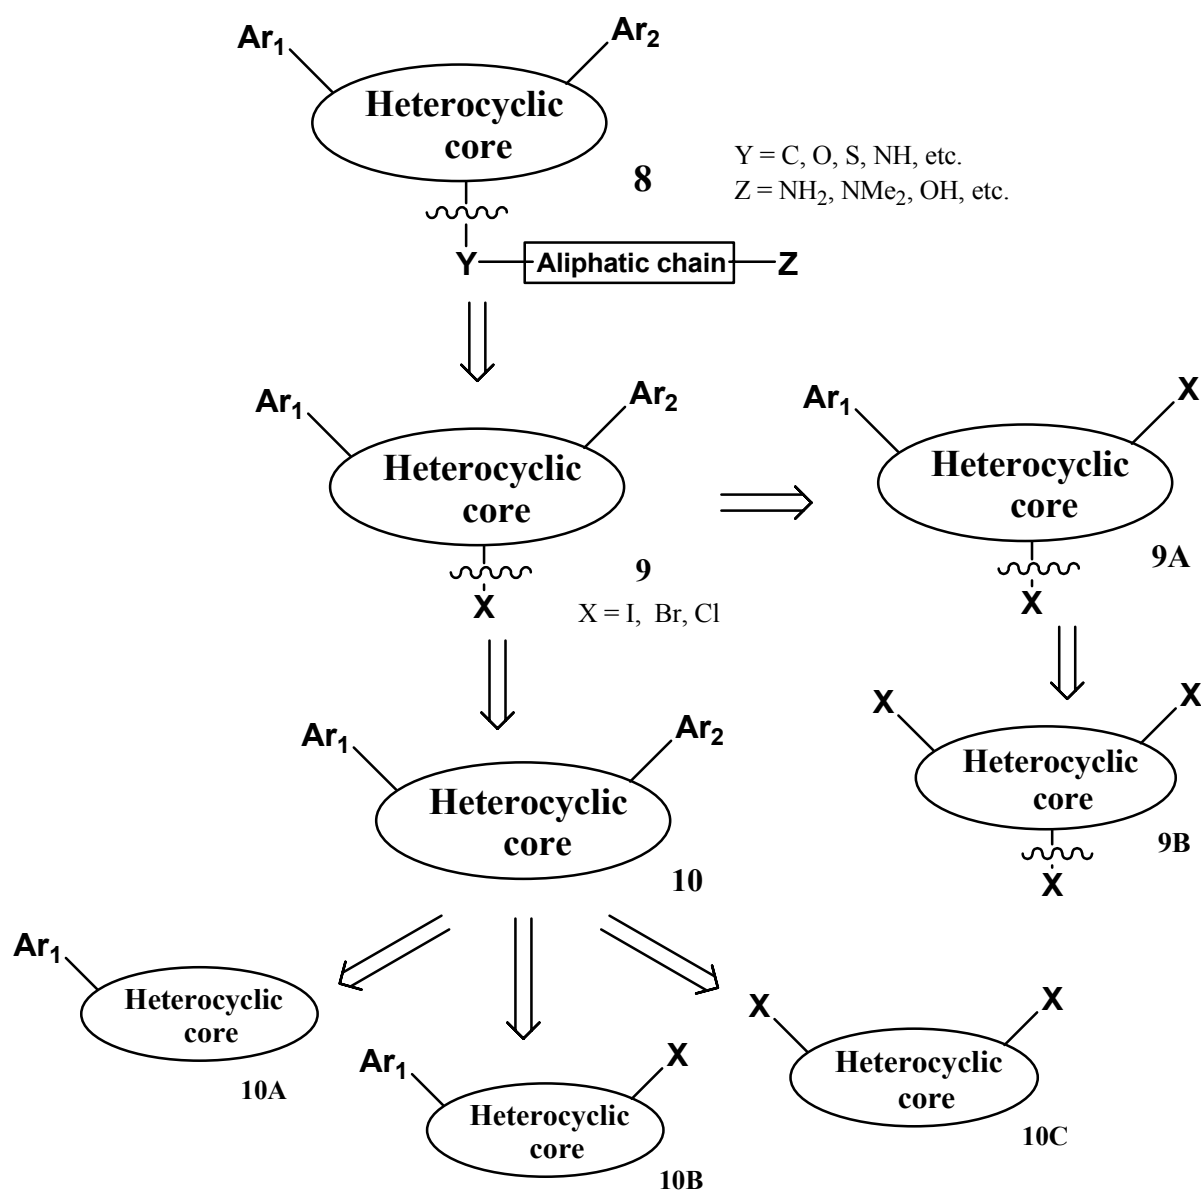 Ar1
Ar2
Heterocyclic
core
8
Y = C, O, S, NH, etc.
Z = NH2, NMe2, OH, etc.
Y
Aliphatic chain
Z
Ar1
Ar2
Heterocyclic
core
9
X
X = I, Br, Cl
Ar1
X
Heterocyclic
core
9A
X
X
X
Heterocyclic
core
9B
X
Ar1
Ar2
Heterocyclic
core
10
Ar1
Heterocyclic
core
10A
Ar1
X
Heterocyclic
core
10B
X
X
Heterocyclic
core
10C